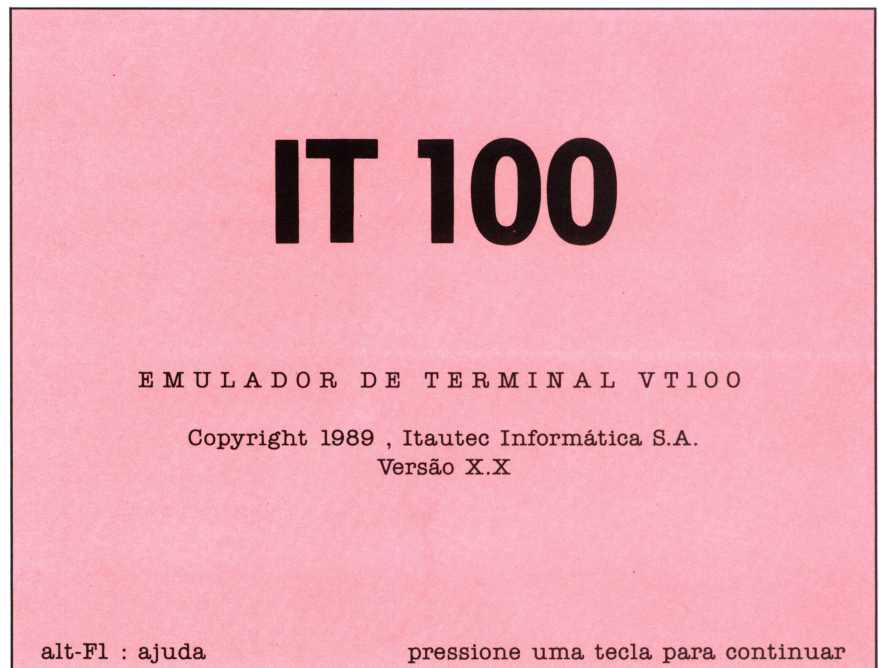 IT 100
EMULADOR DE TERMINAL VT100
Copyright 1989 , Itautec Informática S.A.
Versão X.X
alt-F1 : ajuda pressione uma tecla para continuar